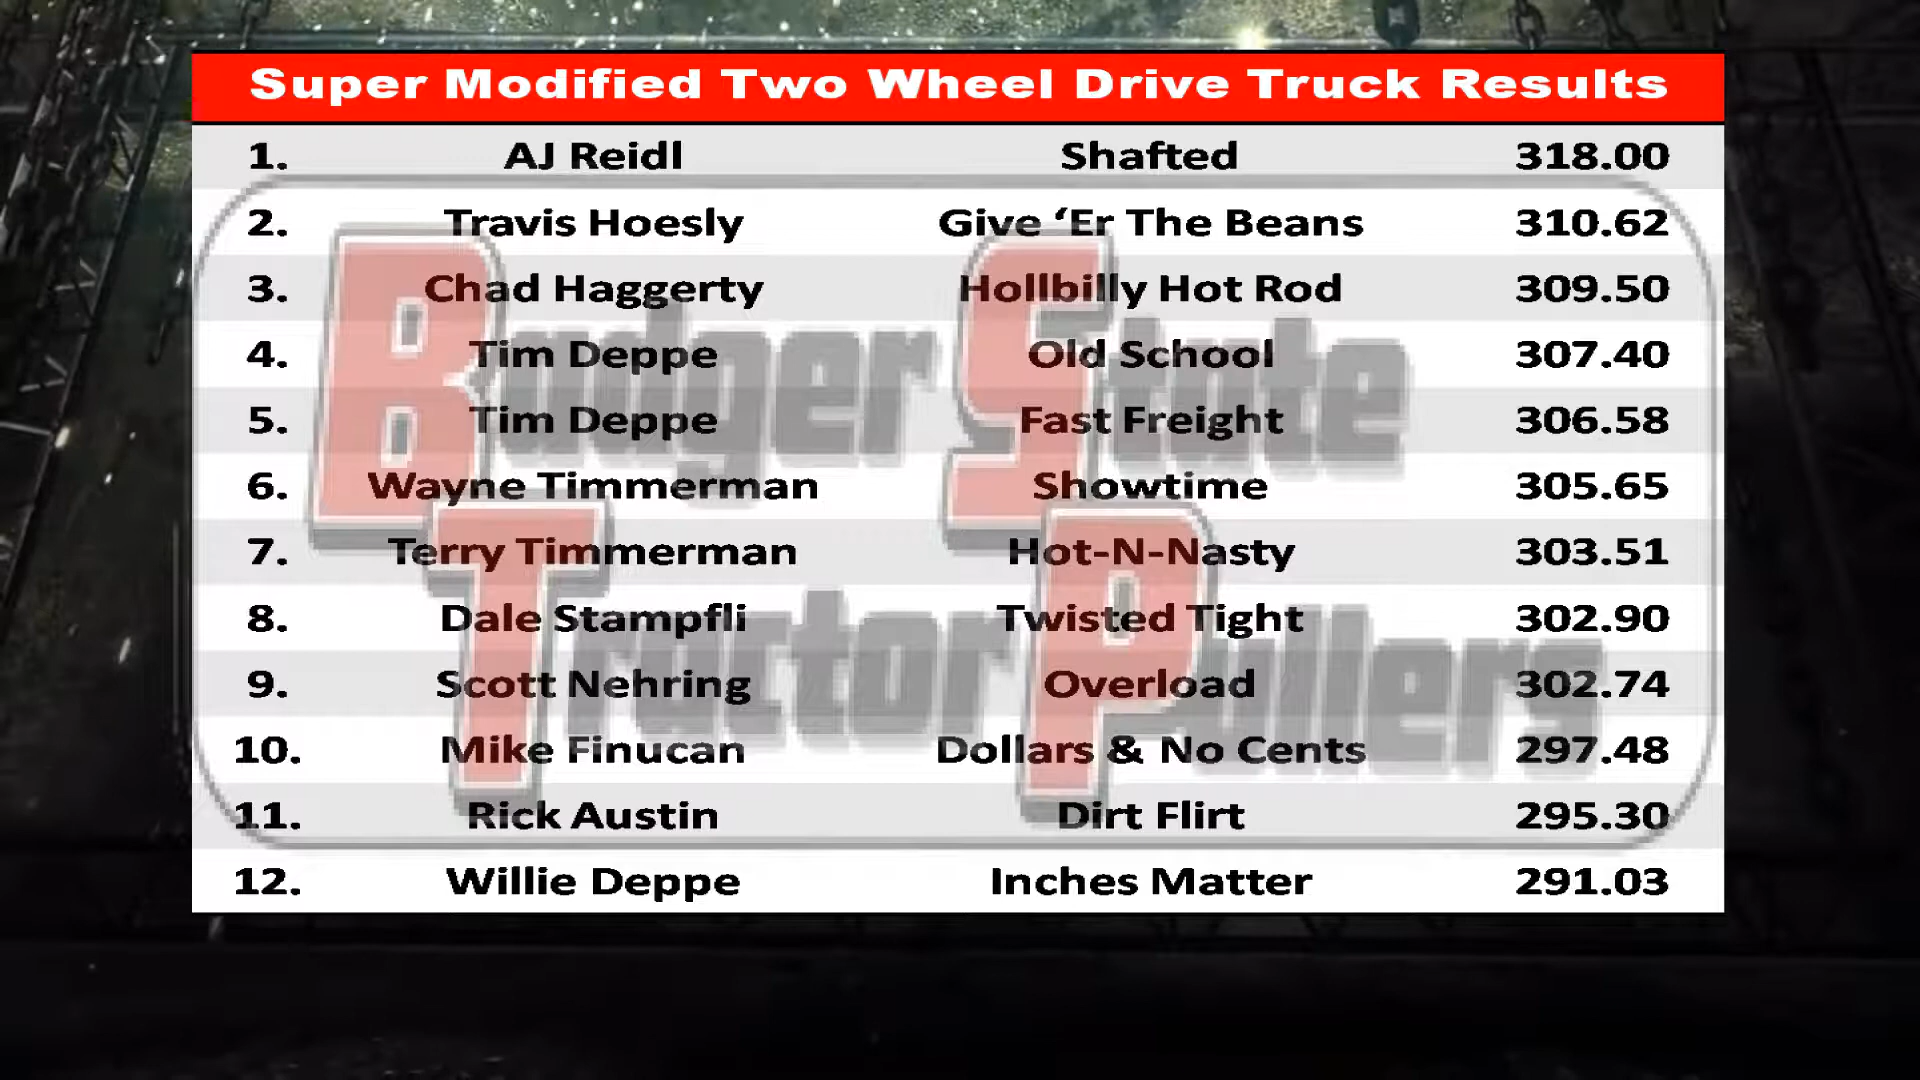 Super Modified Two Wheel Drive Truck Results
1. AJ Reidl Shafted 318.00
2. Travis Hoesly Give ‘Er The Beans 310.62
3. Chad Haggerty Hollbilly Hot Rod 309.50
4. Tim Deppe Old School 307.40
5. Tim Deppe Fast Freight 306.58
6. Wayne Timmerman Showtime 305.65
7. Terry Timmerman Hot-N-Nasty 303.51
8. Dale Stampfli Twisted Tight 302.90
9. Scott Nehring Overload 302.74
10. Mike Finucan Dollars & No Cents 297.48
11. Rick Austin Dirt Flirt 295.30
12. Willie Deppe Inches Matter 291.03
Badger State
Tractor Pullers